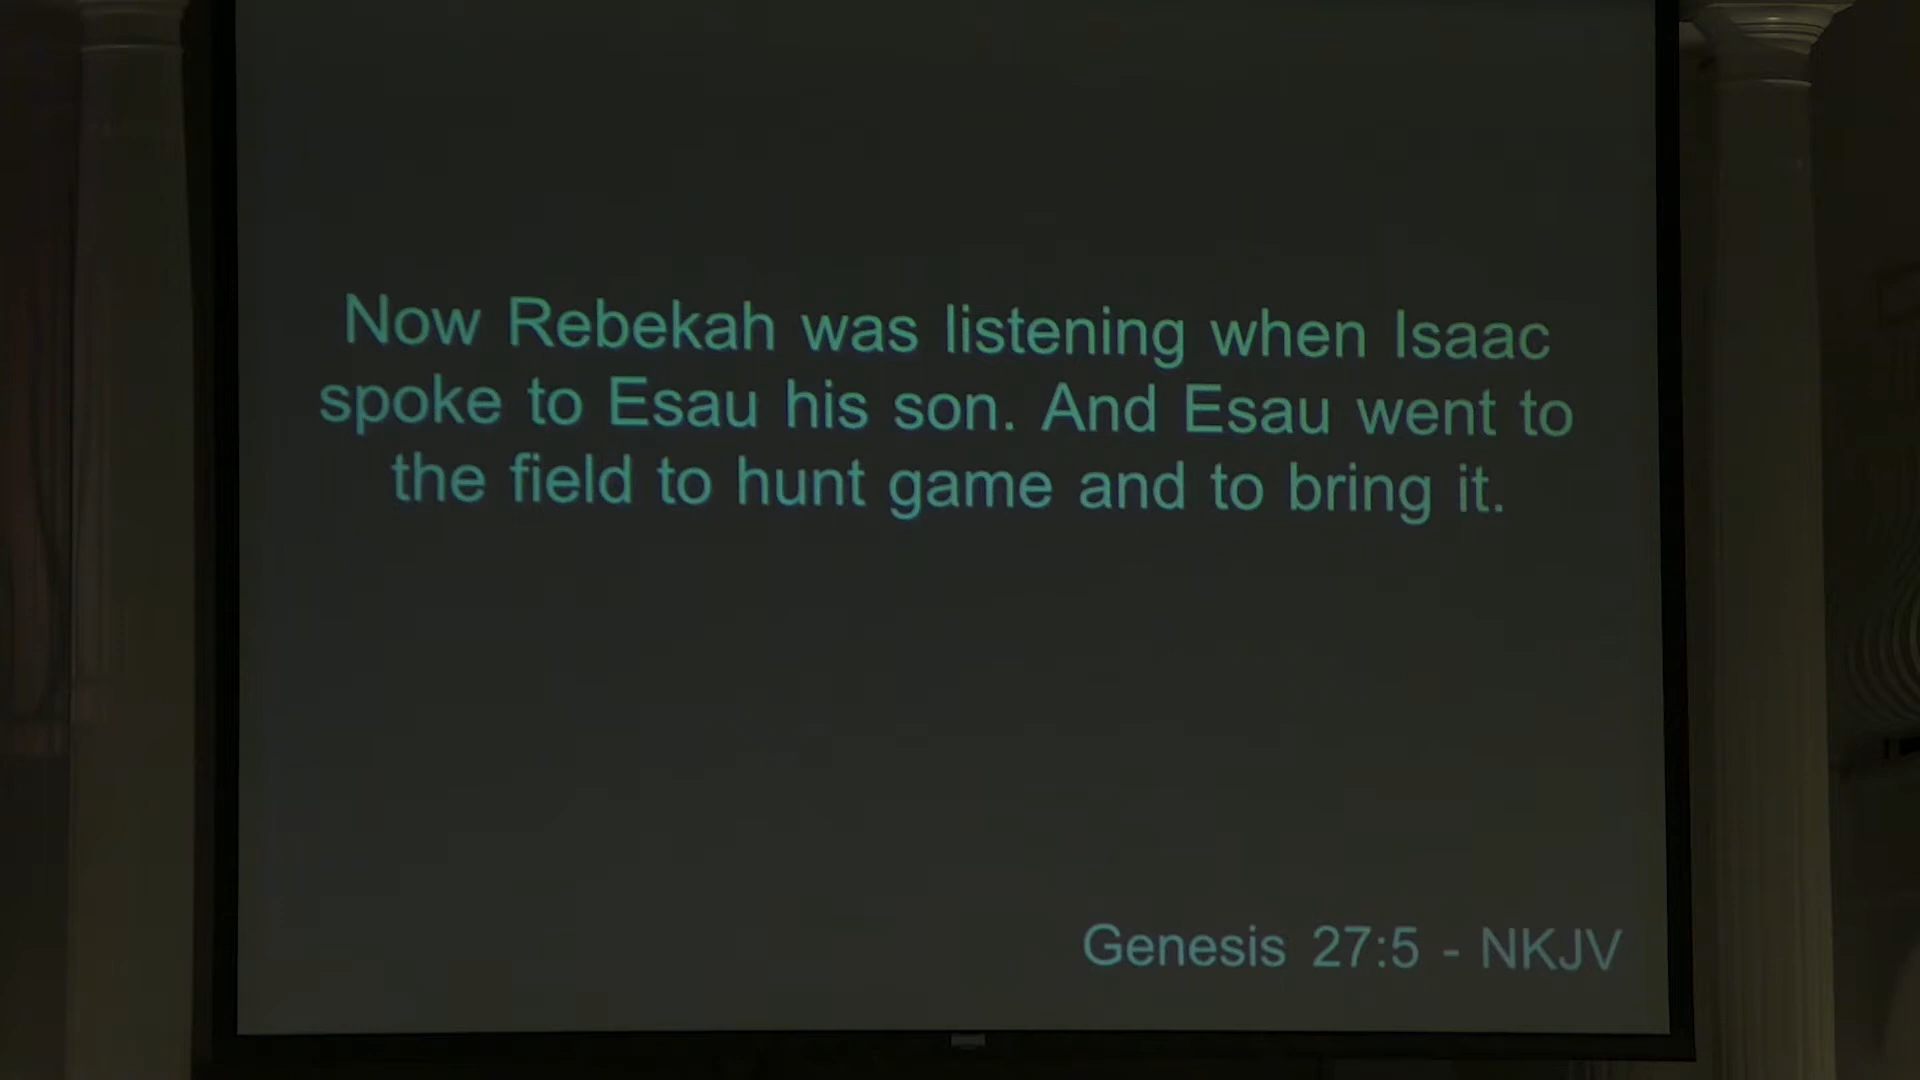 Now Rebekah was listening when Isaac
spoke to Esau his son. And Esau went to
the field to hunt game and to bring it.
Genesis 27:5 - NKJV